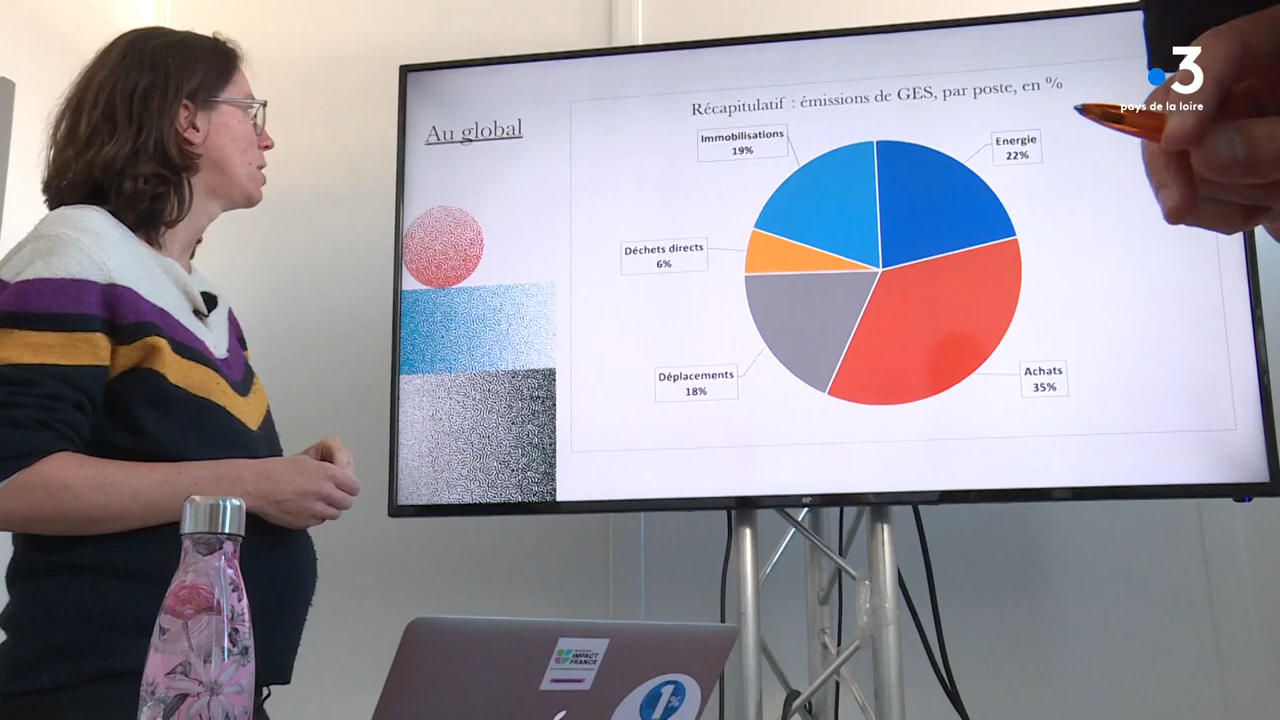 3
pays de la loire
Au global
Récapitulatif : émissions de GES, par poste, en %
Immobilisations
19%
Energie
22%
Déchets directs
6%
Déplacements
18%
Achats
35%
IMPACT
FRANCE
1%